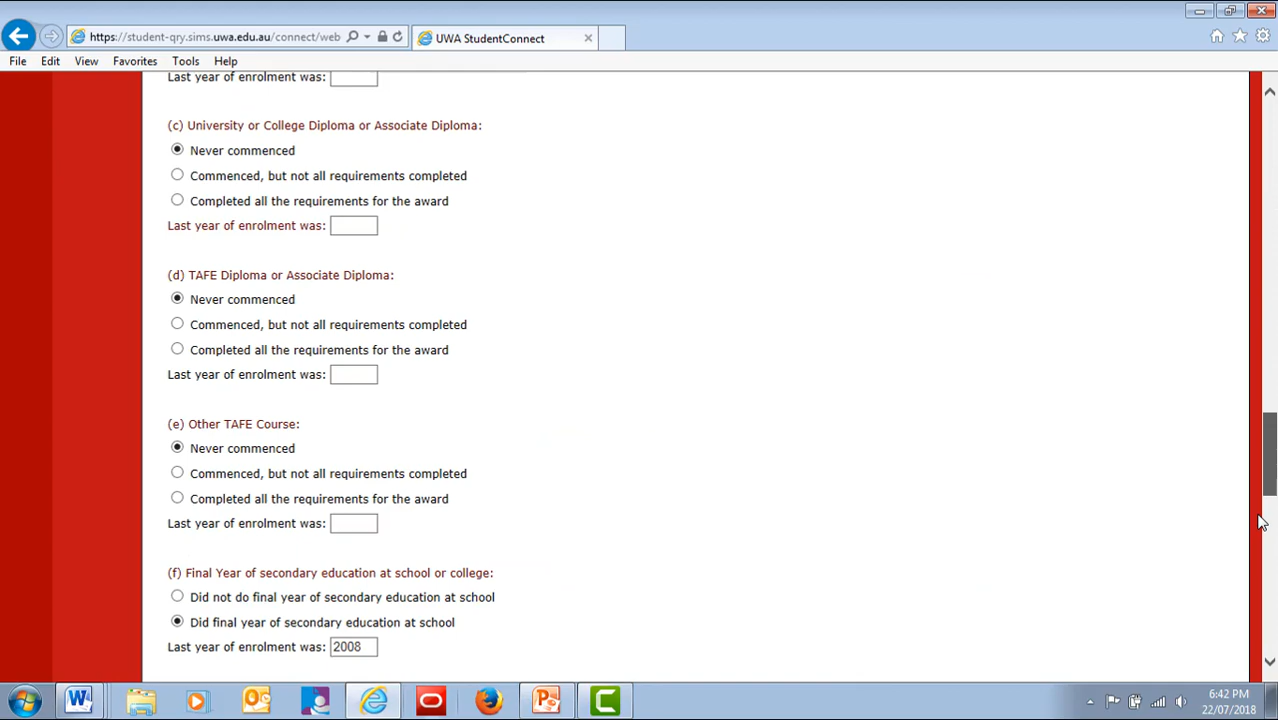 https://student-qry.sims.uwa.edu.au/connect/web
UWA StudentConnect
File Edit View Favorites Tools Help
Last year of enrolment was:
(c) University or College Diploma or Associate Diploma:
Never commenced
Commenced, but not all requirements completed
Completed all the requirements for the award
Last year of enrolment was:
(d) TAFE Diploma or Associate Diploma:
Never commenced
Commenced, but not all requirements completed
Completed all the requirements for the award
Last year of enrolment was:
(e) Other TAFE Course:
Never commenced
Commenced, but not all requirements completed
Completed all the requirements for the award
Last year of enrolment was:
(f) Final Year of secondary education at school or college:
Did not do final year of secondary education at school
Did final year of secondary education at school
Last year of enrolment was: 2008
6:42 PM
22/07/2018